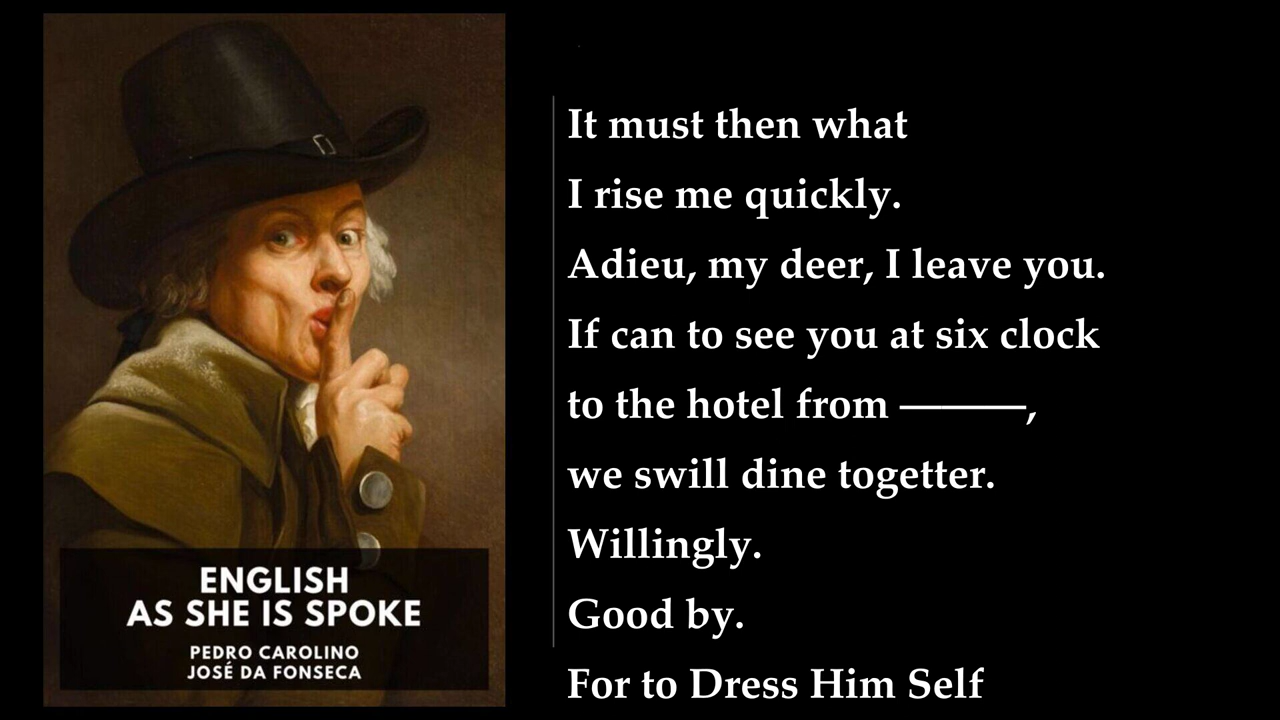 ENGLISH
AS SHE IS SPOKE
PEDRO CAROLINO
JOSÉ DA FONSECA
It must then what
I rise me quickly.
Adieu, my deer, I leave you.
If can to see you at six clock
to the hotel from ———,
we swill dine togetter.
Willingly.
Good by.
For to Dress Him Self